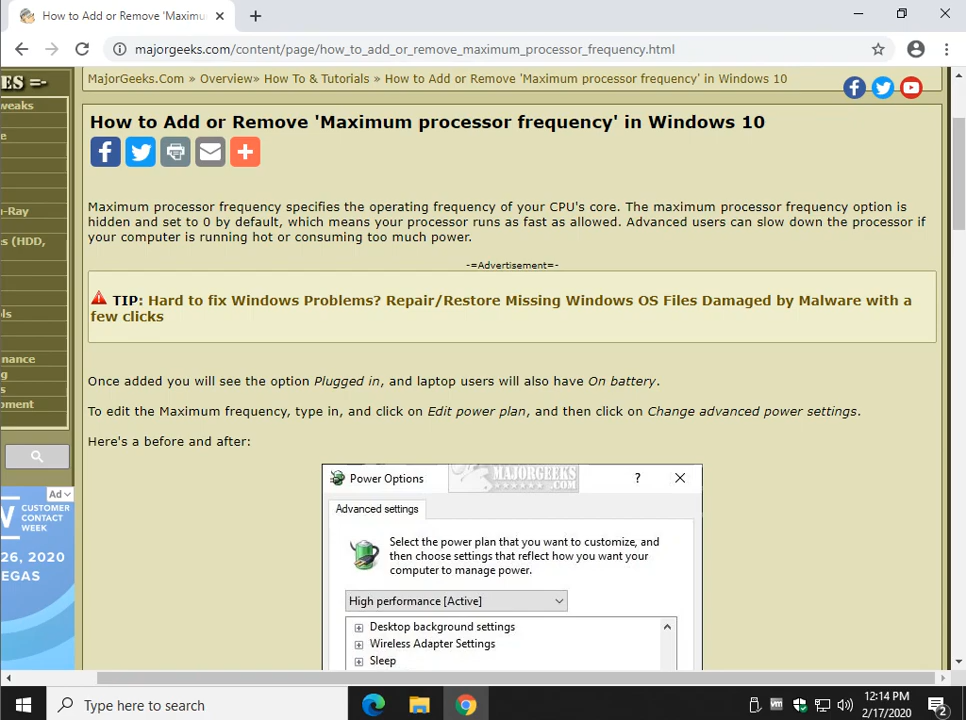 How to Add or Remove 'Maximu
majorgeeks.com/content/page/how_to_add_or_remove_maximum_processor_frequency.html
ES =-
weaks
e
n-Ray
s (HDD,
ols
nance
g
s
opment
MajorGeeks.Com » Overview» How To & Tutorials » How to Add or Remove 'Maximum processor frequency' in Windows 10
How to Add or Remove 'Maximum processor frequency' in Windows 10
Maximum processor frequency specifies the operating frequency of your CPU's core. The maximum processor frequency option is
hidden and set to 0 by default, which means your processor runs as fast as allowed. Advanced users can slow down the processor if
your computer is running hot or consuming too much power.
-=Advertisement=-
TIP: Hard to fix Windows Problems? Repair/Restore Missing Windows OS Files Damaged by Malware with a
few clicks
Once added you will see the option Plugged in, and laptop users will also have On battery.
To edit the Maximum frequency, type in, and click on Edit power plan, and then click on Change advanced power settings.
Here's a before and after:
Ad
W CUSTOMER
CONTACT
WEEK
26, 2020
EGAS
Power Options
MAJORGEEKS
.COM
?
Advanced settings
Select the power plan that you want to customize, and
then choose settings that reflect how you want your
computer to manage power.
High performance [Active]
Desktop background settings
Wireless Adapter Settings
Sleep
Type here to search
vm
12:14 PM
2/17/2020
2